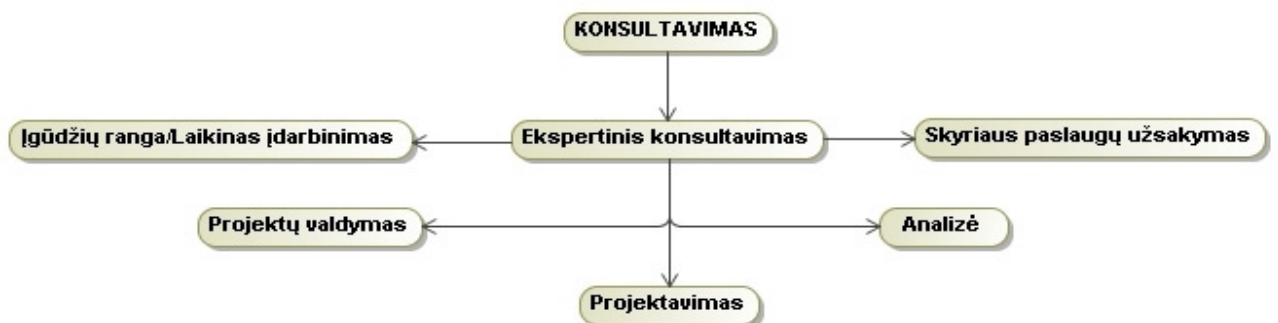 KONSULTAVIMAS
Įgūdžių ranga/Laikinas įdarbinimas
Ekspertinis konsultavimas
Skyriaus paslaugų užsakymas
Projektų valdymas
Analizė
Projektavimas